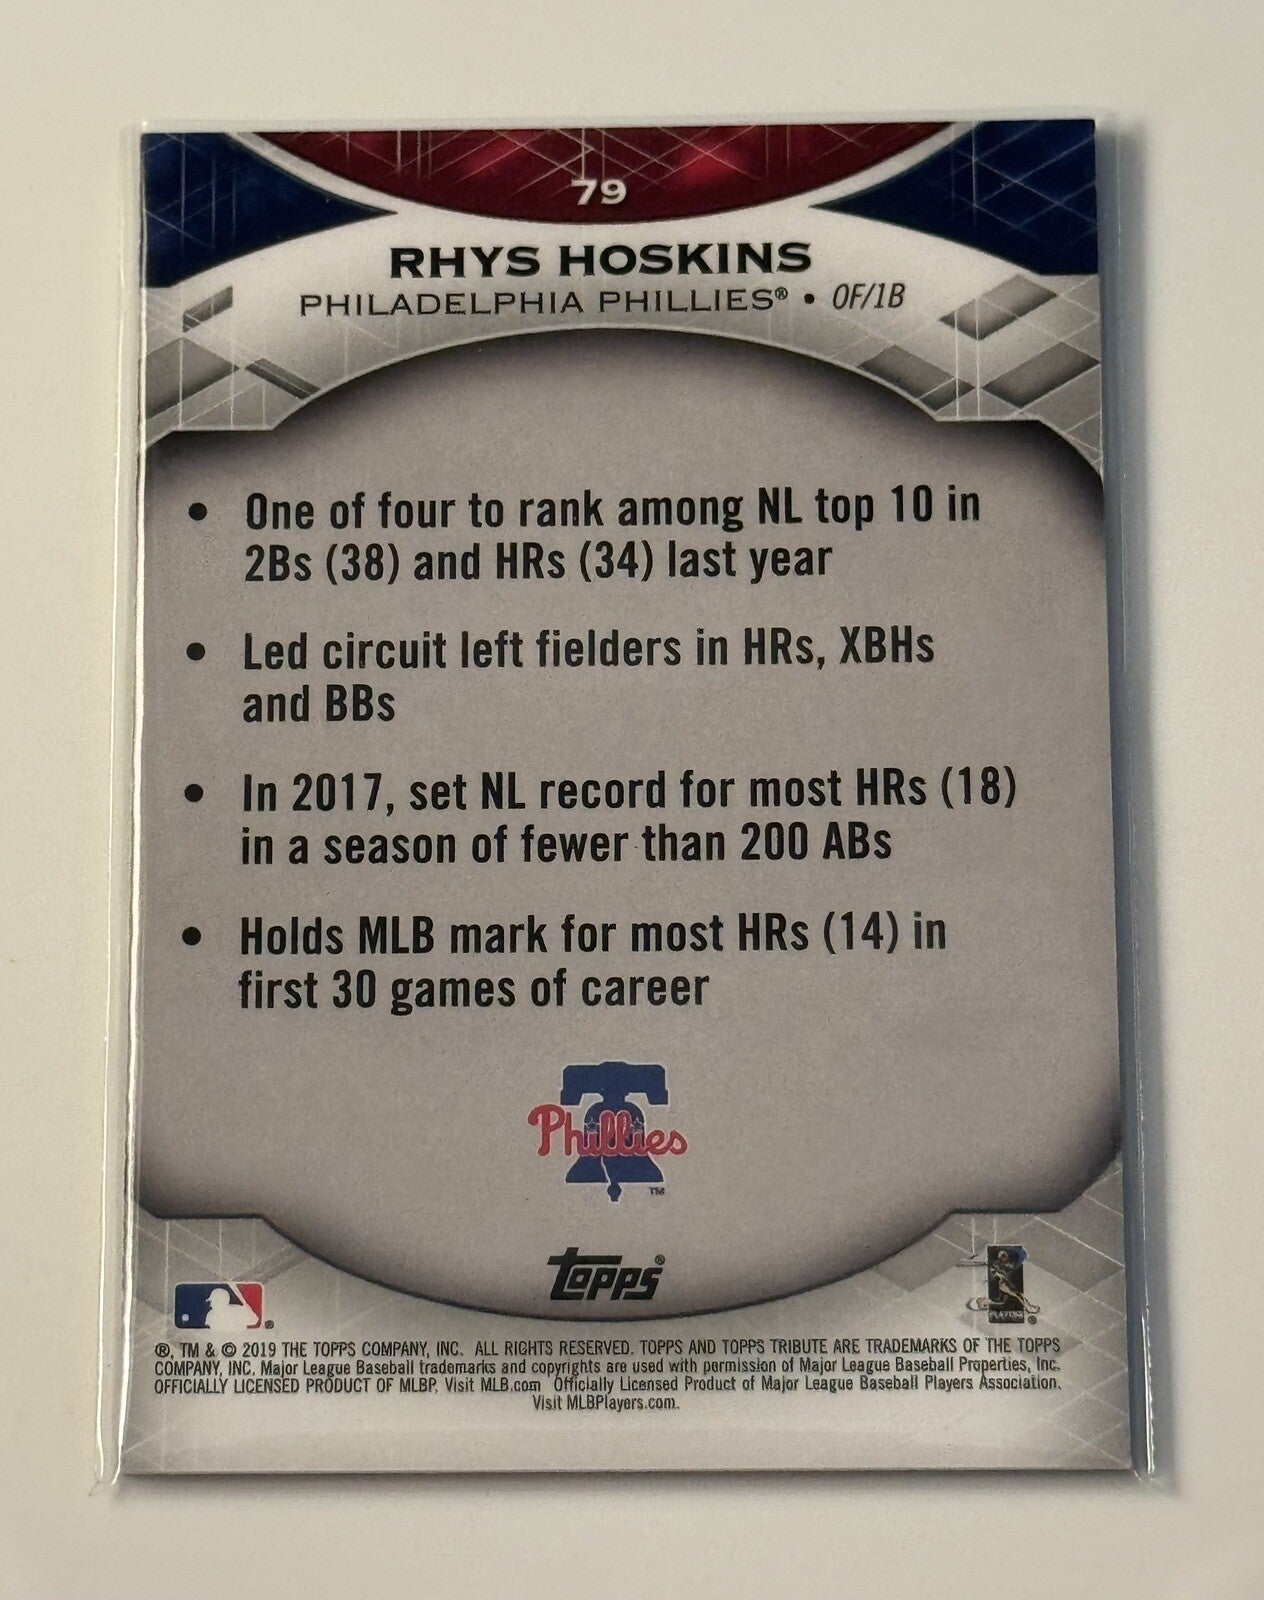 79
RHYS HOSKINS
PHILADELPHIA PHILLIES® • OF/1B
• One of four to rank among NL top 10 in
2Bs (38) and HRs (34) last year
• Led circuit left fielders in HRs, XBHs
and BBs
• In 2017, set NL record for most HRs (18)
in a season of fewer than 200 ABs
• Holds MLB mark for most HRs (14) in
first 30 games of career
Phillies
TM
Topps®
®
PLAYERS ®
®, TM & © 2019 THE TOPPS COMPANY, INC. ALL RIGHTS RESERVED. TOPPS AND TOPPS TRIBUTE ARE TRADEMARKS OF THE TOPPS
COMPANY, INC. Major League Baseball trademarks and copyrights are used with permission of Major League Baseball Properties, Inc.
OFFICIALLY LICENSED PRODUCT OF MLBP. Visit MLB.com Officially Licensed Product of Major League Baseball Players Association.
Visit MLBPlayers.com.